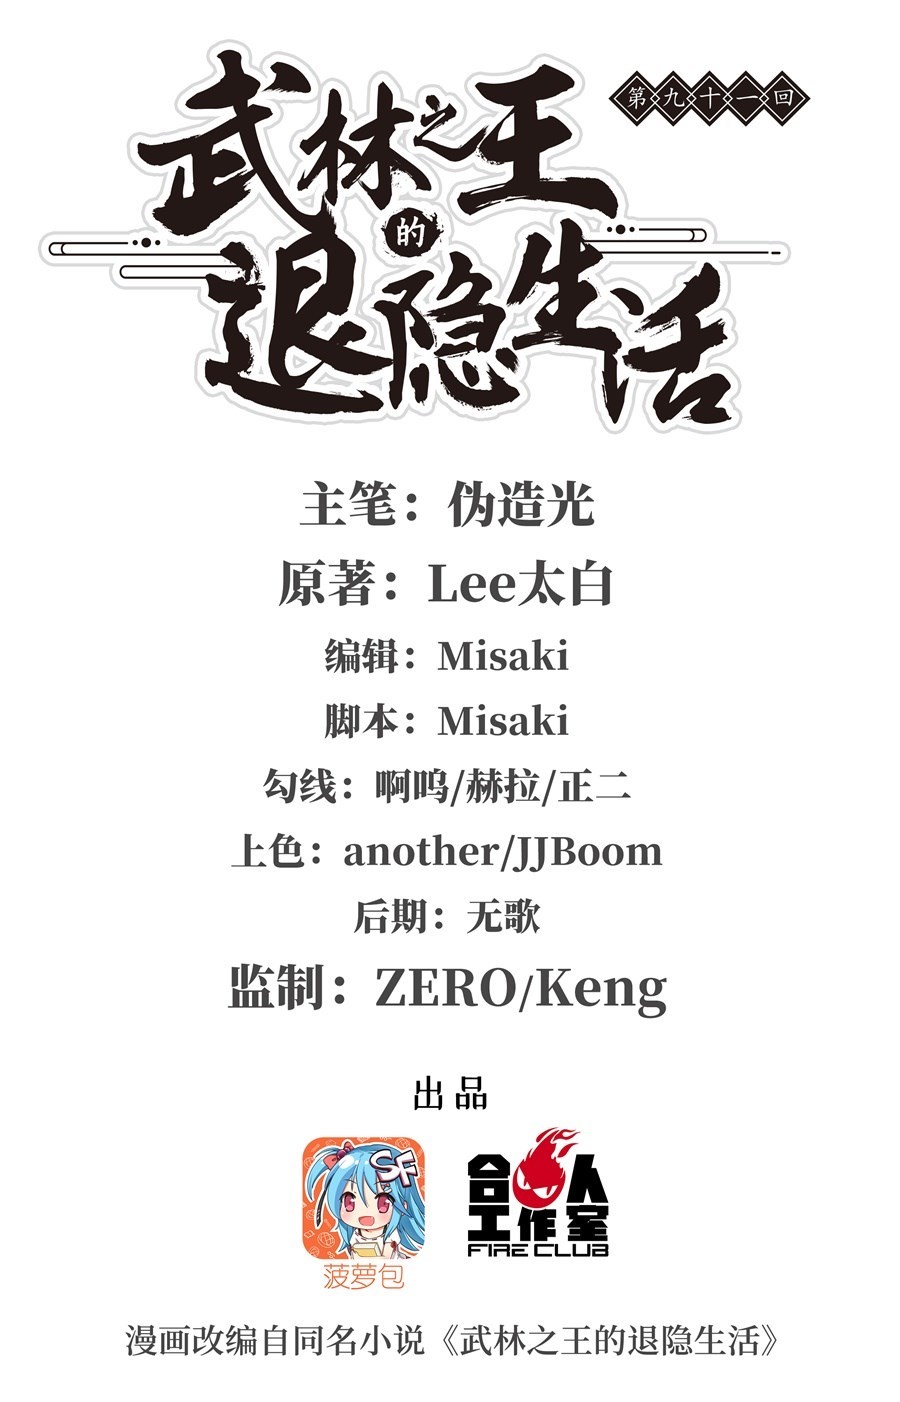 第九十一回
武林之王
的
退隐生活
主笔：伪造光
原著：Lee太白
编辑：Misaki
脚本：Misaki
勾线：啊呜/赫拉/正二
上色：another/JJBoom
后期：无歌
监制：ZERO/Keng
出品
SF
菠萝包
合火人
工作室
FIRE CLUB
漫画改编自同名小说《武林之王的退隐生活》